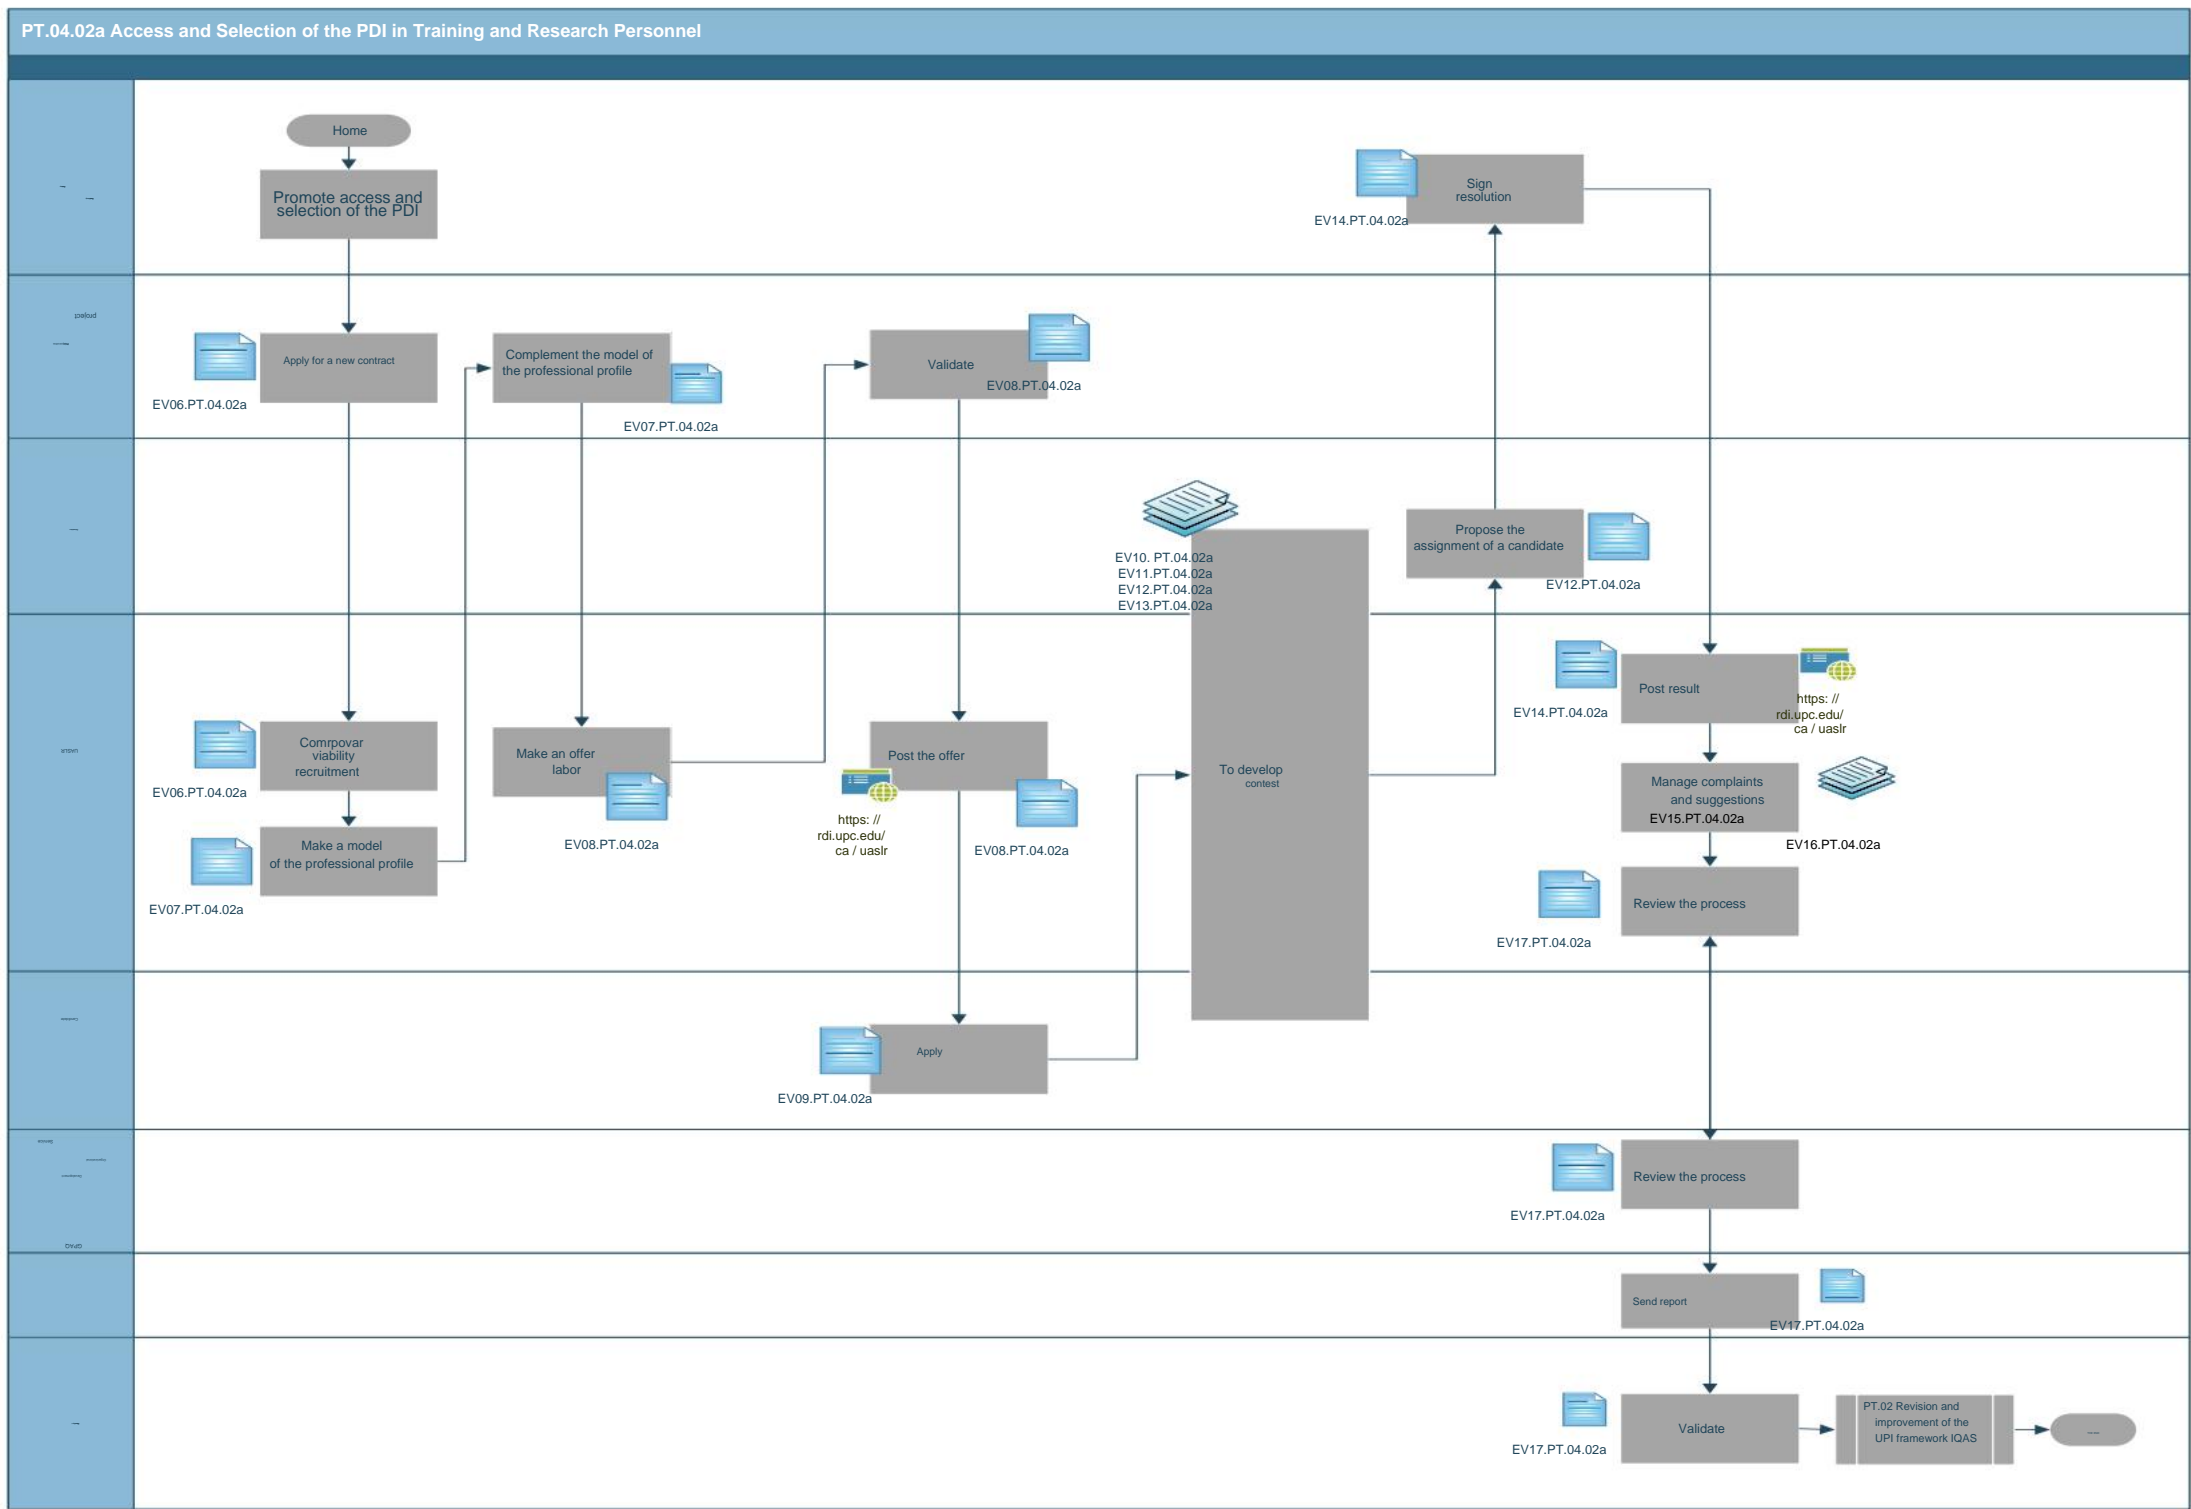 PT.04.02a Access and Selection of the PDI in Training and Research Personnel
Home
Promote access and
selection of the PDI
Sign
resolution
EV14.PT.04.02a
project
Apply for a new contract
EV06.PT.04.02a
Complement the model of
the professional profile
EV07.PT.04.02a
Validate
EV08.PT.04.02a
EV10. PT.04.02a
EV11.PT.04.02a
EV12.PT.04.02a
EV13.PT.04.02a
Propose the
assignment of a candidate
EV12.PT.04.02a
UASLR
Comrpovar
viability
recruitment
EV06.PT.04.02a
Make a model
of the professional profile
EV07.PT.04.02a
Make an offer
labor
EV08.PT.04.02a
Post the offer
https: //
rdi.upc.edu/
ca / uaslr
EV08.PT.04.02a
To develop
contest
Post result
EV14.PT.04.02a
https: //
rdi.upc.edu/
ca / uaslr
Manage complaints
and suggestions
EV15.PT.04.02a
EV16.PT.04.02a
Review the process
EV17.PT.04.02a
Candidate
Apply
EV09.PT.04.02a
Service
Review the process
EV17.PT.04.02a
GPAQ
Send report
EV17.PT.04.02a
Validate
EV17.PT.04.02a
PT.02 Revision and
improvement of the
UPI framework IQAS